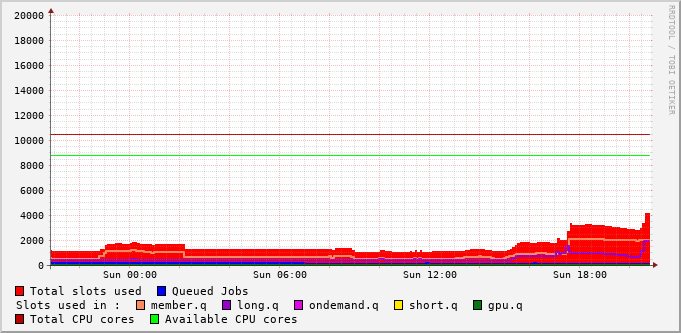 20000
18000
16000
14000
12000
10000
8000
6000
4000
2000
0
Sun 00:00 Sun 06:00 Sun 12:00 Sun 18:00
RRDTOOL / TOBI OETIKER
Total slots used Queued Jobs
Slots used in : member.q long.q ondemand.q short.q gpu.q
Total CPU cores Available CPU cores